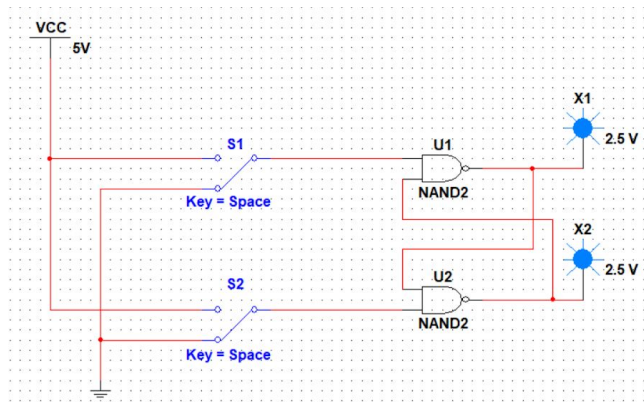 VCC
5V
X1
2.5 V
S1
U1
Key = Space
NAND2
X2
2.5 V
S2
U2
Key = Space
NAND2